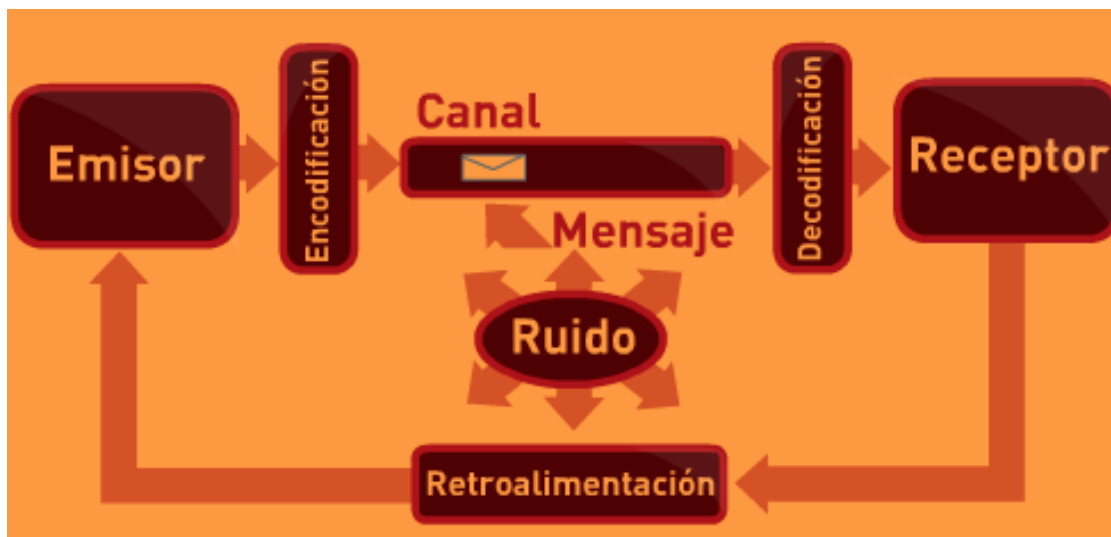 Emisor
Encodificación
Canal
Mensaje
Decodificación
Receptor
Ruido
Retroalimentación